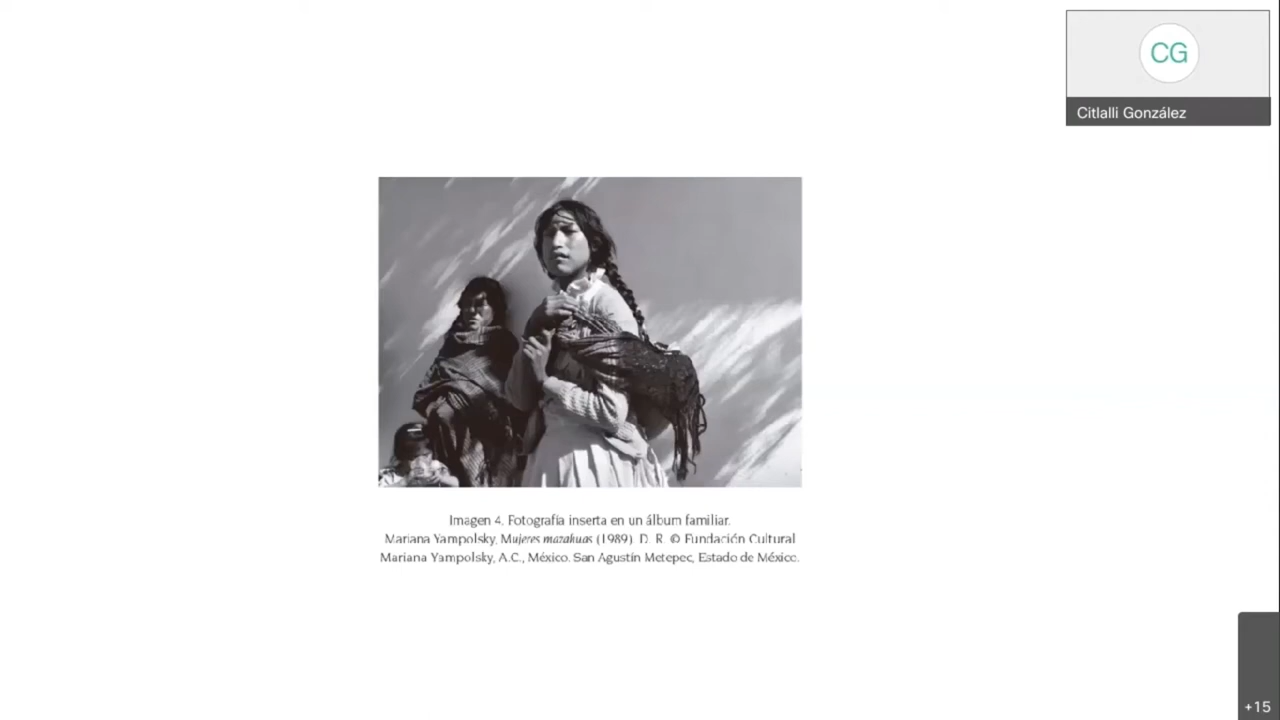 CG
Citlalli González
Imagen 4. Fotografía inserta en un álbum familiar.
Mariana Yampolsky, Mujeres mazahuas (1989). D. R. © Fundación Cultural
Mariana Yampolsky, A.C., México. San Agustín Metepec, Estado de México.
+15